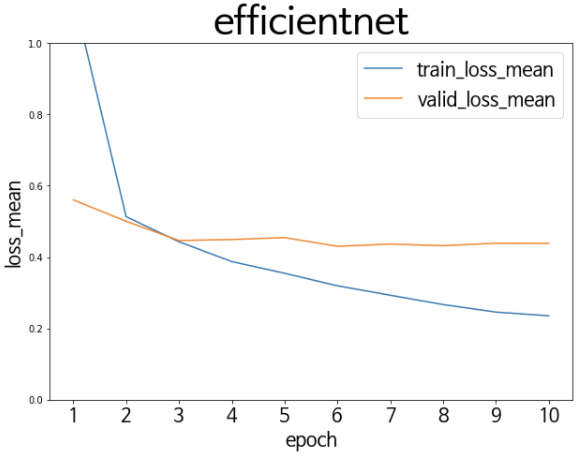 efficientnet
train_loss_mean
valid_loss_mean
loss_mean
1.0
0.8
0.6
0.4
0.2
0.0
1 2 3 4 5 6 7 8 9 10
epoch